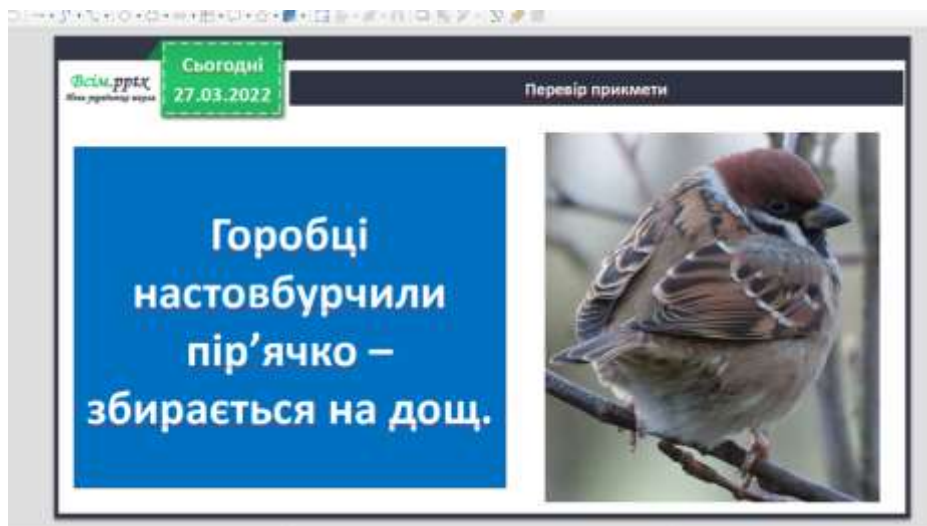 Сьогодні
27.03.2022
Всім.pptx
Перевір прикмети
Горобці
настовбурчили
пір’ячко –
збирається на дощ.